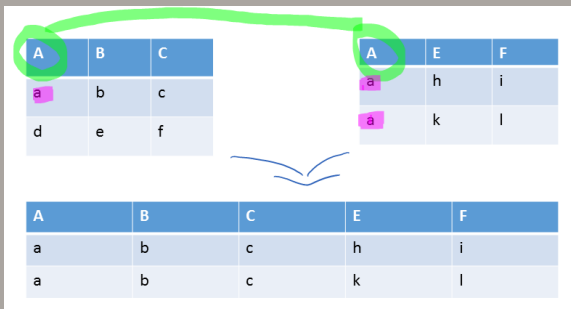 A B C
a b c
d e f
A E F
a h i
a k l
A B C E F
a b c h i
a b c k l